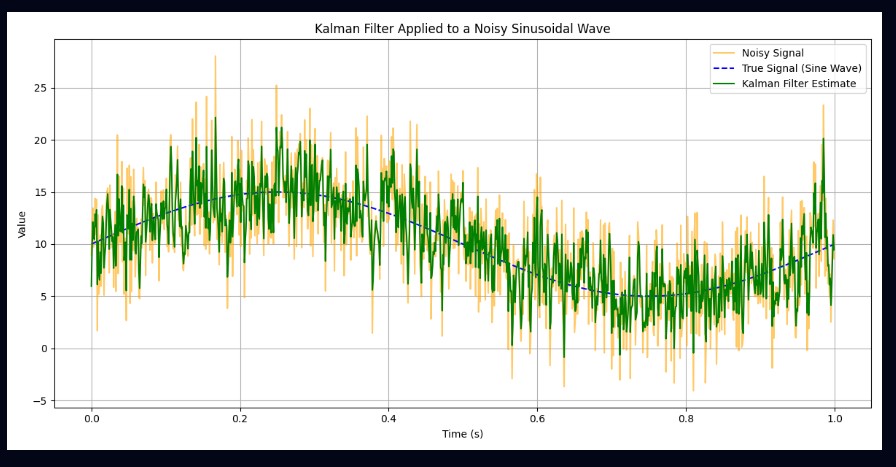 Kalman Filter Applied to a Noisy Sinusoidal Wave
Noisy Signal
True Signal (Sine Wave)
Kalman Filter Estimate
Value
25
20
15
10
5
0
−5
0.0 0.2 0.4 0.6 0.8 1.0
Time (s)